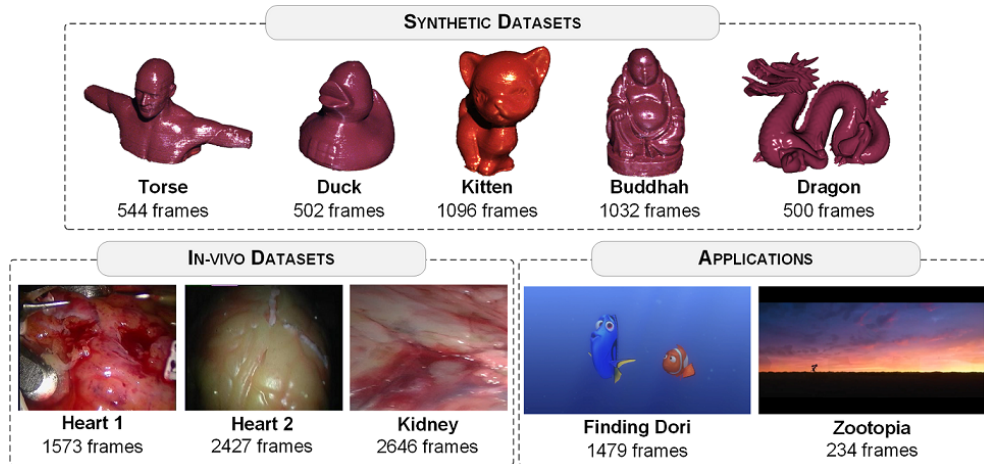 SYNTHETIC DATASETS
Torse
Duck
Kitten
Buddhah
Dragon
544 frames
502 frames
1096 frames
1032 frames
500 frames
IN-VIVO DATASETS
APPLICATIONS
Heart 1
Heart 2
Kidney
Finding Dori
Zootopia
1573 frames
2427 frames
2646 frames
1479 frames
234 frames